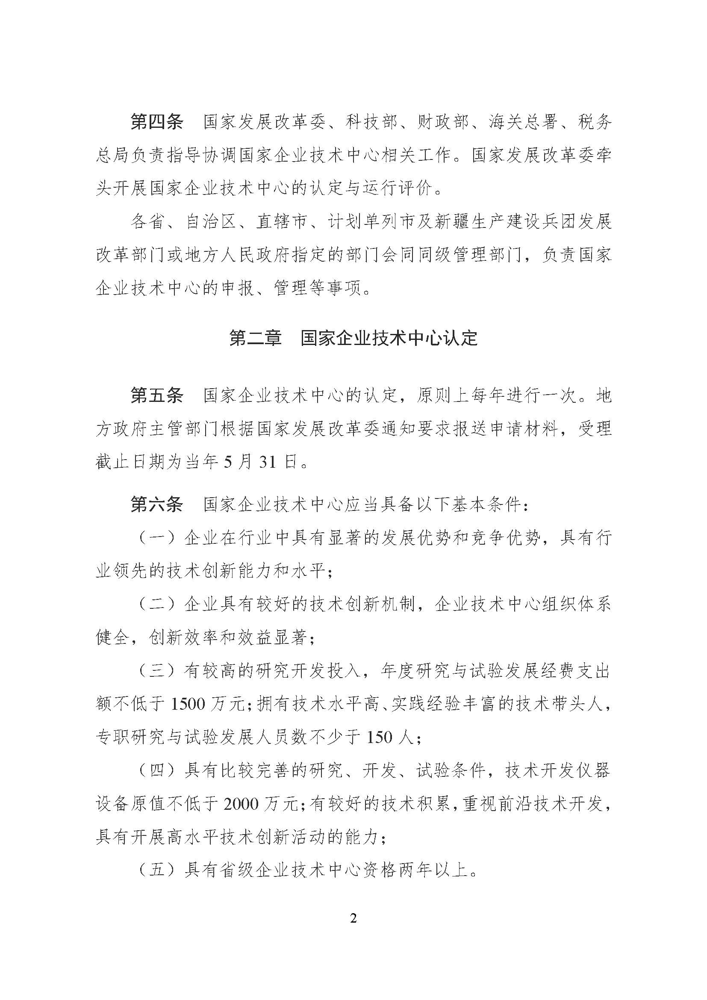 第四条　国家发展改革委、科技部、财政部、海关总署、税务
总局负责指导协调国家企业技术中心相关工作。国家发展改革委牵
头开展国家企业技术中心的认定与运行评价。
各省、自治区、直辖市、计划单列市及新疆生产建设兵团发展
改革部门或地方人民政府指定的部门会同同级管理部门，负责国家
企业技术中心的申报、管理等事项。
第二章　国家企业技术中心认定
第五条　国家企业技术中心的认定，原则上每年进行一次。地
方政府主管部门根据国家发展改革委通知要求报送申请材料，受理
截止日期为当年 5 月 31 日。
第六条　国家企业技术中心应当具备以下基本条件：
（一）企业在行业中具有显著的发展优势和竞争优势，具有行
业领先的技术创新能力和水平；
（二）企业具有较好的技术创新机制，企业技术中心组织体系
健全，创新效率和效益显著；
（三）有较高的研究开发投入，年度研究与试验发展经费支出
额不低于 1500 万元；拥有技术水平高、实践经验丰富的技术带头人，
专职研究与试验发展人员数不少于 150 人；
（四）具有比较完善的研究、开发、试验条件，技术开发仪器
设备原值不低于 2000 万元；有较好的技术积累，重视前沿技术开发，
具有开展高水平技术创新活动的能力；
（五）具有省级企业技术中心资格两年以上。
2